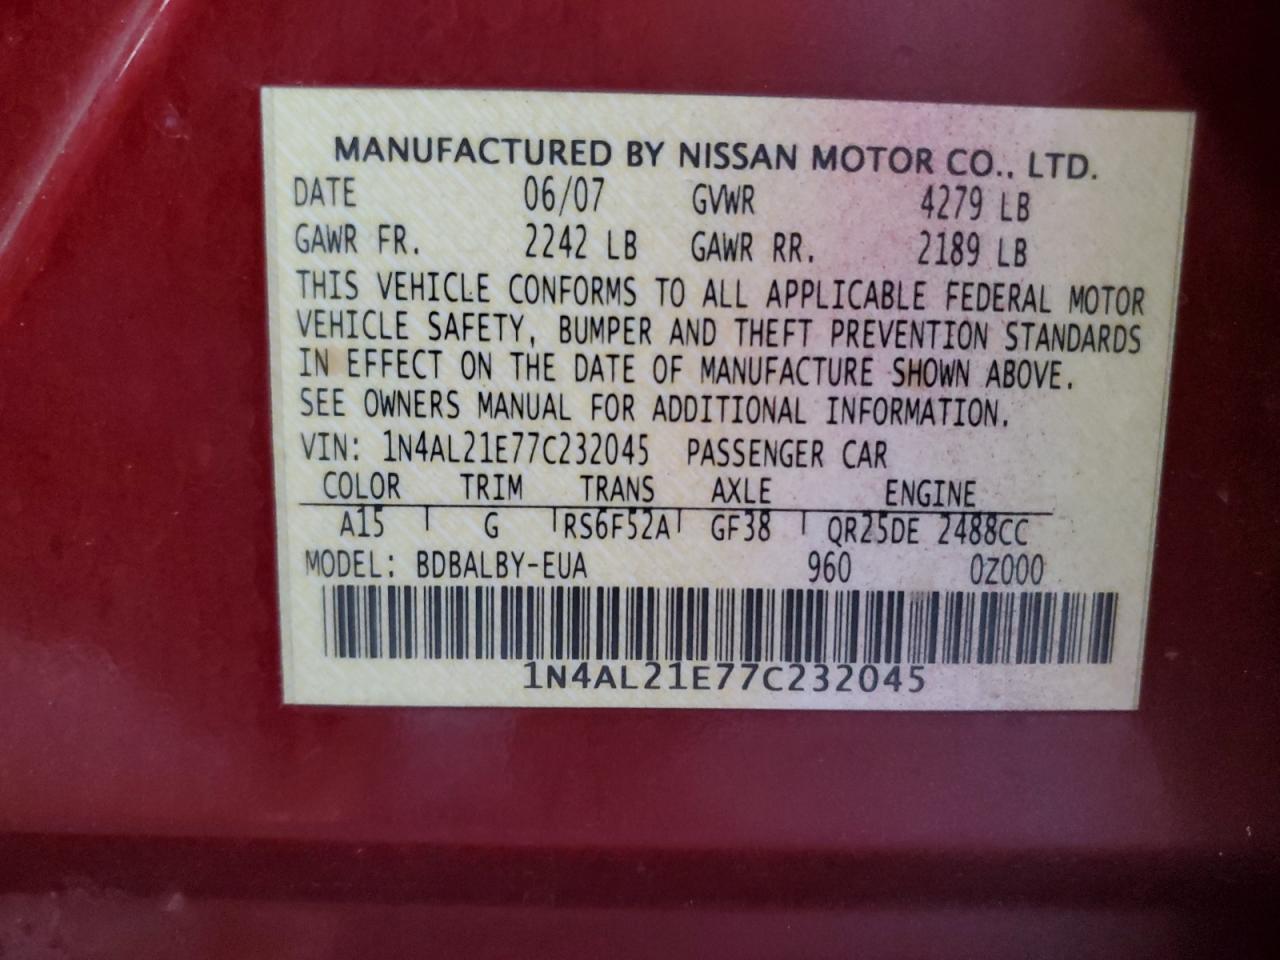 MANUFACTURED BY NISSAN MOTOR CO., LTD.
DATE 06/07 GVWR 4279 LB
GAWR FR. 2242 LB GAWR RR. 2189 LB
THIS VEHICLE CONFORMS TO ALL APPLICABLE FEDERAL MOTOR
VEHICLE SAFETY, BUMPER AND THEFT PREVENTION STANDARDS
IN EFFECT ON THE DATE OF MANUFACTURE SHOWN ABOVE.
SEE OWNERS MANUAL FOR ADDITIONAL INFORMATION.
VIN: 1N4AL21E77C232045 PASSENGER CAR
COLOR TRIM TRANS AXLE ENGINE
A15 G RS6F52A GF38 QR25DE 2488CC
MODEL: BDBALBY-EUA 960 0Z000
1N4AL21E77C232045